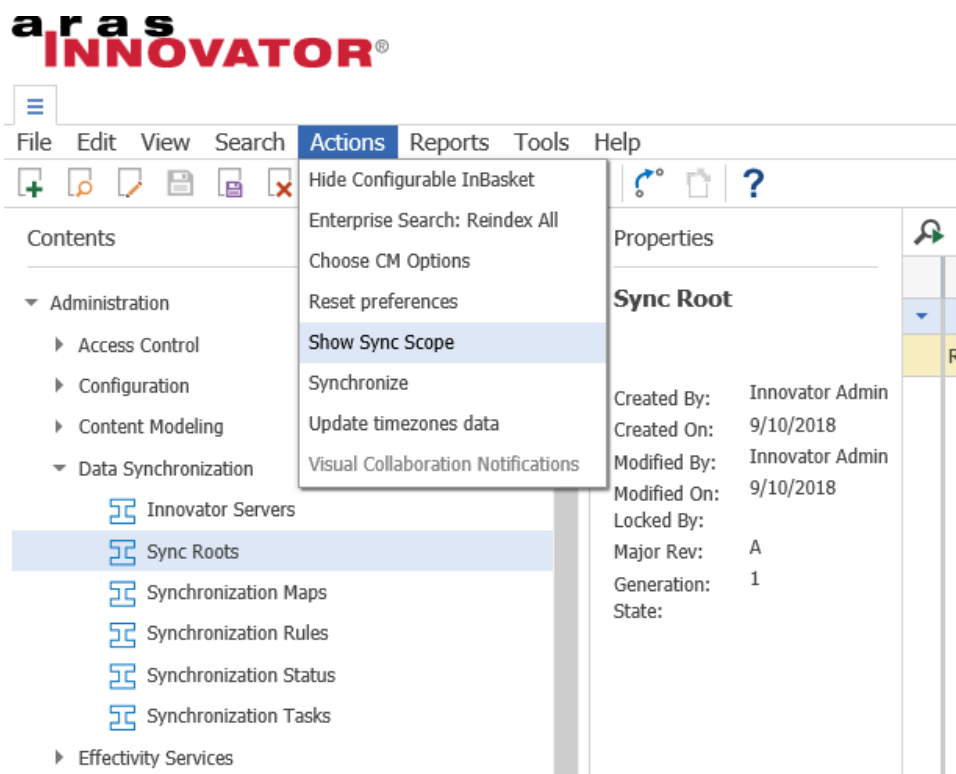 aras
INNOVATOR®
File Edit View Search Actions Reports Tools Help
Hide Configurable InBasket
Enterprise Search: Reindex All
Choose CM Options
Reset preferences
Show Sync Scope
Synchronize
Update timezones data
Visual Collaboration Notifications
?
Contents
Administration
Access Control
Configuration
Content Modeling
Data Synchronization
Innovator Servers
Sync Roots
Synchronization Maps
Synchronization Rules
Synchronization Status
Synchronization Tasks
Effectivity Services
Properties
Sync Root
Created By: Innovator Admin
Created On: 9/10/2018
Modified By: Innovator Admin
Modified On: 9/10/2018
Locked By:
Major Rev: A
Generation: 1
State: